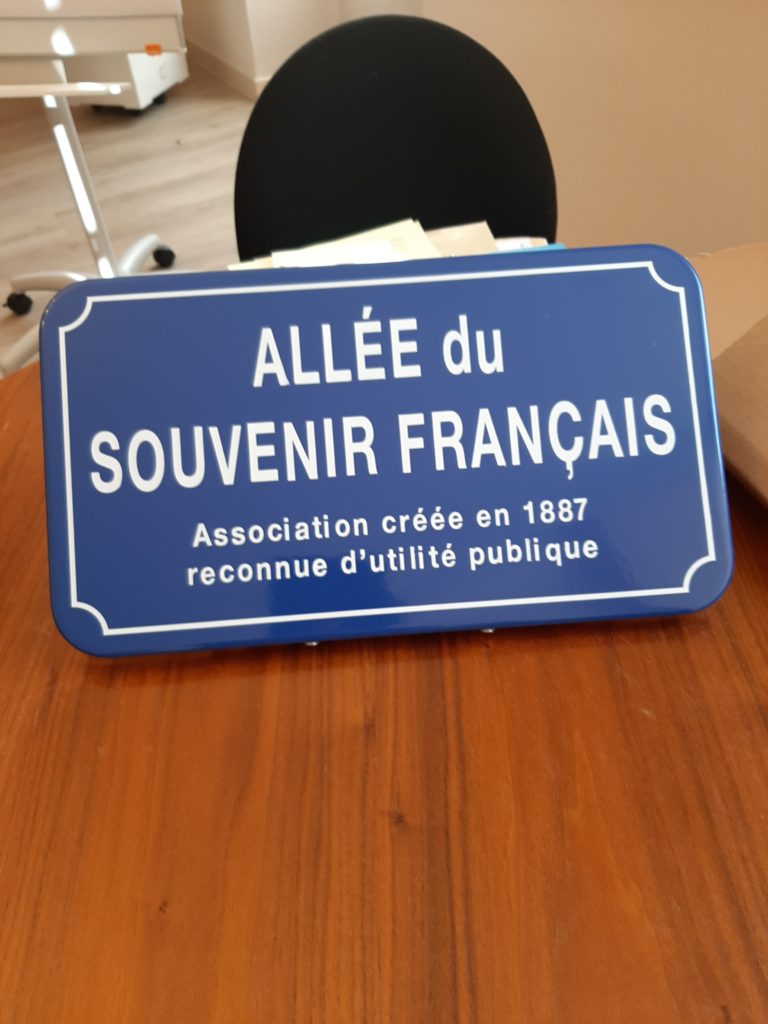 ALLÉE du
SOUVENIR FRANÇAIS
Association créée en 1887
reconnue d'utilité publique